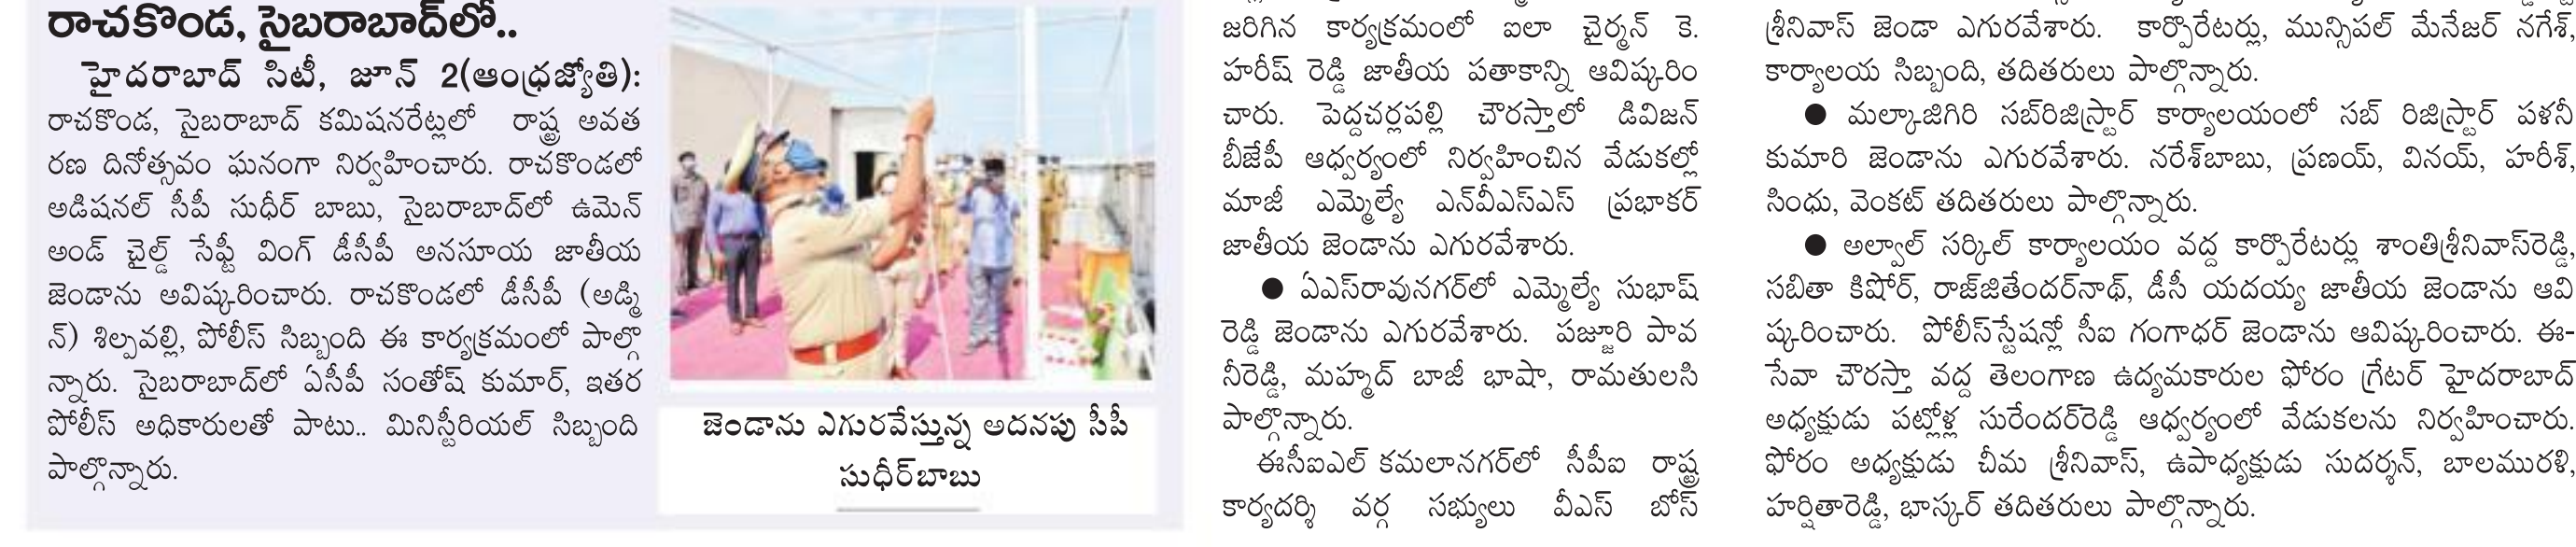 రాచకొండ, సైబరాబాద్‌లో..
హైదరాబాద్ సిటీ, జూన్ 2(ఆంధ్రజ్యోతి):
రాచకొండ, సైబరాబాద్ కమిషనరేట్లలో రాష్ట్ర అవత
రణ దినోత్సవం ఘనంగా నిర్వహించారు. రాచకొండలో
అడిషనల్ సీపీ సుధీర్ బాబు, సైబరాబాద్‌లో ఉమెన్
అండ్ చైల్డ్ సేఫ్టీ వింగ్ డీసీపీ అనసూయ జాతీయ
జెండాను అవిష్కరించారు. రాచకొండలో డీసీపీ (అడ్మి
న్) శిల్పవల్లి, పోలీస్ సిబ్బంది ఈ కార్యక్రమంలో పాల్గొ
న్నారు. సైబరాబాద్‌లో ఏసీపీ సంతోష్ కుమార్, ఇతర
పోలీస్ అధికారులతో పాటు.. మినిస్టీరియల్ సిబ్బంది
పాల్గొన్నారు.
జెండాను ఎగురవేస్తున్న అదనపు సీపీ
సుధీర్‌బాబు
జరిగిన కార్యక్రమంలో ఐలా చైర్మన్ కె.
హరీష్ రెడ్డి జాతీయ పతాకాన్ని ఆవిష్కరిం
చారు. పెద్దచర్లపల్లి చౌరస్తాలో డివిజన్
బీజేపీ ఆధ్వర్యంలో నిర్వహించిన వేడుకల్లో
మాజీ ఎమ్మెల్యే ఎన్‌వీఎస్ఎస్ ప్రభాకర్
జాతీయ జెండాను ఎగురవేశారు.
● ఏఎస్‌రావునగర్‌లో ఎమ్మెల్యే సుభాష్
రెడ్డి జెండాను ఎగురవేశారు. పజ్జూరి పావ
నీరెడ్డి, మహ్మద్ బాజీ భాషా, రామతులసి
పాల్గొన్నారు.
ఈసీఐఎల్ కమలానగర్‌లో సీపీఐ రాష్ట్ర
కార్యదర్శి వర్గ సభ్యులు వీఎస్ బోస్
శ్రీనివాస్ జెండా ఎగురవేశారు. కార్పొరేటర్లు, మున్సిపల్ మేనేజర్ నగేశ్,
కార్యాలయ సిబ్బంది, తదితరులు పాల్గొన్నారు.
● మల్కాజిగిరి సబ్‌రిజిస్ట్రార్ కార్యాలయంలో సబ్ రిజిస్ట్రార్ పళనీ
కుమారి జెండాను ఎగురవేశారు. నరేశ్‌బాబు, ప్రణయ్, వినయ్, హరీశ్,
సింధు, వెంకట్ తదితరులు పాల్గొన్నారు.
● అల్వాల్ సర్కిల్ కార్యాలయం వద్ద కార్పొరేటర్లు శాంతిశ్రీనివాస్‌రెడ్డి,
సబితా కిషోర్, రాజ్‌జితేందర్‌నాథ్, డీసీ యదయ్య జాతీయ జెండాను ఆవి
ష్కరించారు. పోలీస్‌స్టేషన్లో సీఐ గంగాధర్ జెండాను ఆవిష్కరించారు. ఈ-
సేవా చౌరస్తా వద్ద తెలంగాణ ఉద్యమకారుల ఫోరం గ్రేటర్ హైదరాబాద్
అధ్యక్షుడు పట్లోళ్ల సురేందర్‌రెడ్డి ఆధ్వర్యంలో వేడుకలను నిర్వహించారు.
ఫోరం అధ్యక్షుడు చీమ శ్రీనివాస్, ఉపాధ్యక్షుడు సుదర్శన్, బాలమురళి,
హర్షితారెడ్డి, భాస్కర్ తదితరులు పాల్గొన్నారు.